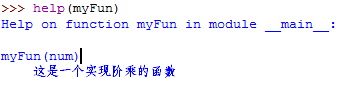 >>> help(myFun)
Help on function myFun in module __main__:
myFun(num)
这是一个实现阶乘的函数